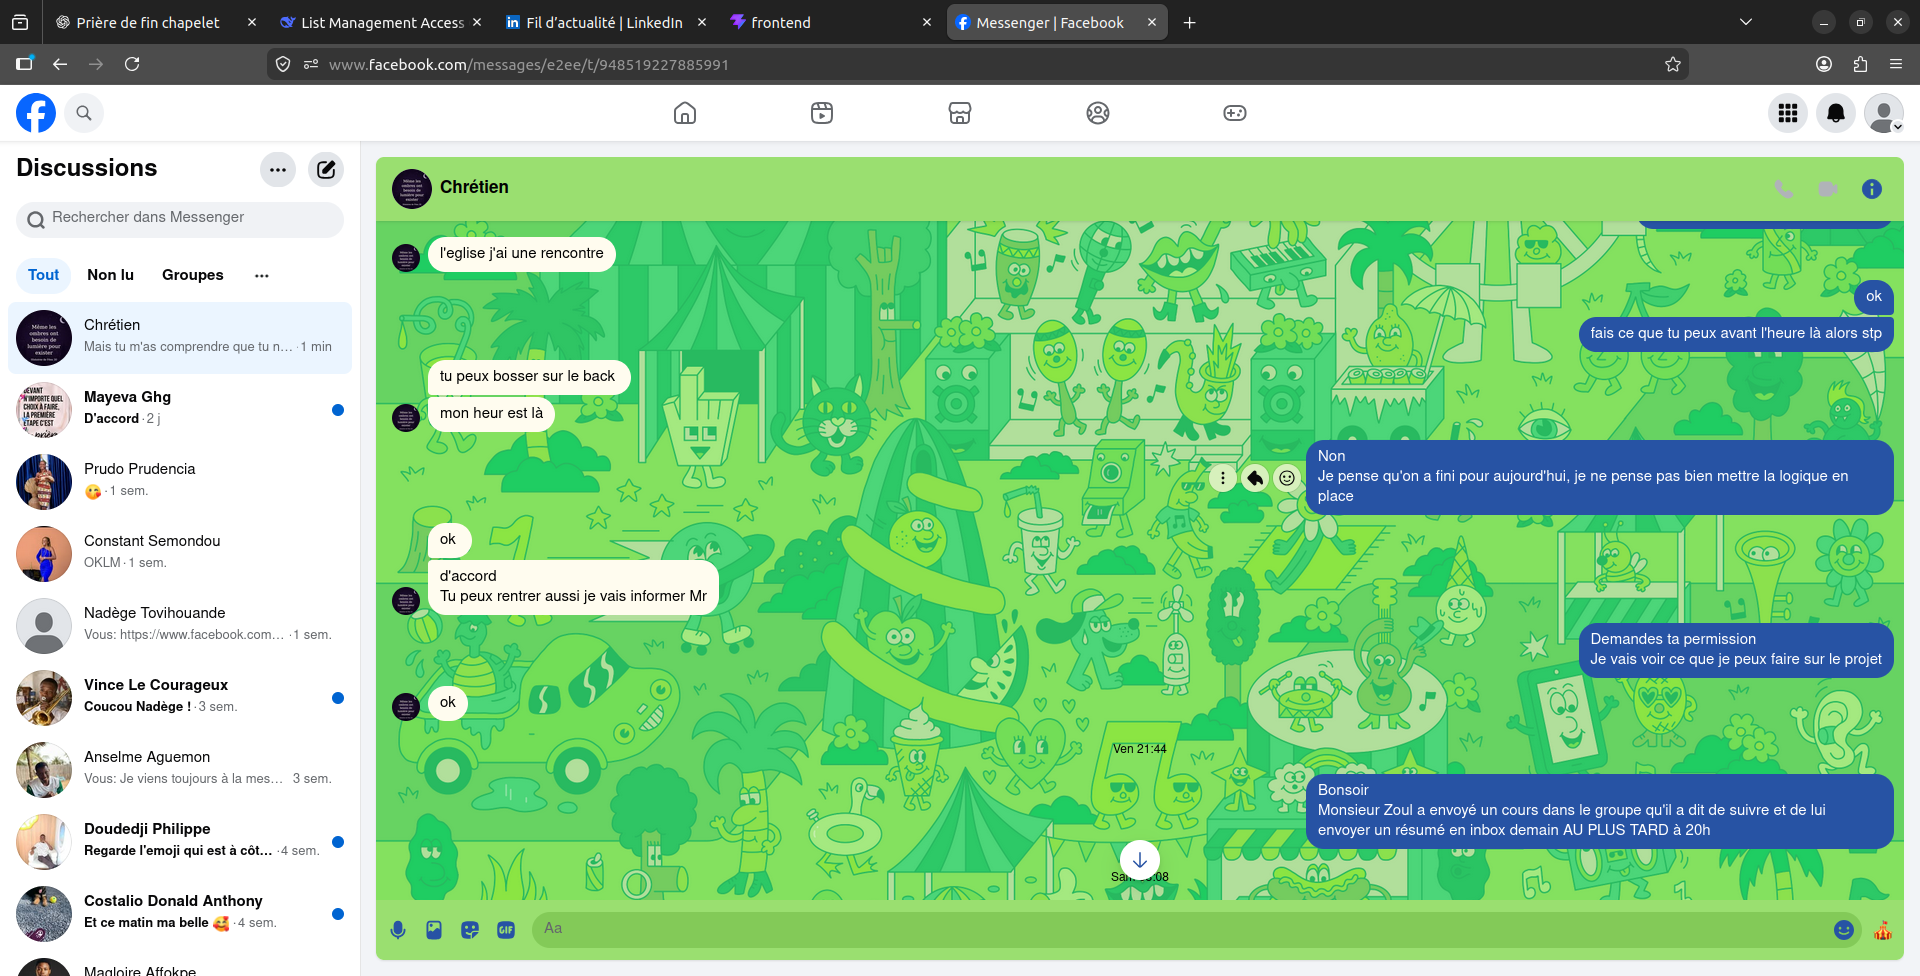 Prière de fin chapelet
List Management Access
Fil d’actualité | LinkedIn
frontend
Messenger | Facebook
www.facebook.com/messages/e2ee/t/948519227885991
Discussions
Rechercher dans Messenger
Tout
Non lu
Groupes
Chrétien
Mais tu m'as comprendre que tu n… · 1 min
Mayeva Ghg
D'accord · 2 j
Prudo Prudencia
😘 · 1 sem.
Constant Semondou
OKLM · 1 sem.
Nadège Tovihouande
Vous: https://www.facebook.com… · 1 sem.
Vince Le Courageux
Coucou Nadège ! · 3 sem.
Anselme Aguemon
Vous: Je viens toujours à la mes… 3 sem.
Doudedji Philippe
Regarde l'emoji qui est à côt… · 4 sem.
Costalio Donald Anthony
Et ce matin ma belle 🥰 · 4 sem.
Magloire Affokpe
Chrétien
l'eglise j'ai une rencontre
ok
fais ce que tu peux avant l'heure là alors stp
tu peux bosser sur le back
mon heur est là
Non
Je pense qu'on a fini pour aujourd'hui, je ne pense pas bien mettre la logique en
place
ok
d'accord
Tu peux rentrer aussi je vais informer Mr
Demandes ta permission
Je vais voir ce que je peux faire sur le projet
ok
Ven 21:44
Bonsoir
Monsieur Zoul a envoyé un cours dans le groupe qu'il a dit de suivre et de lui
envoyer un résumé en inbox demain AU PLUS TARD à 20h
GIF
Aa